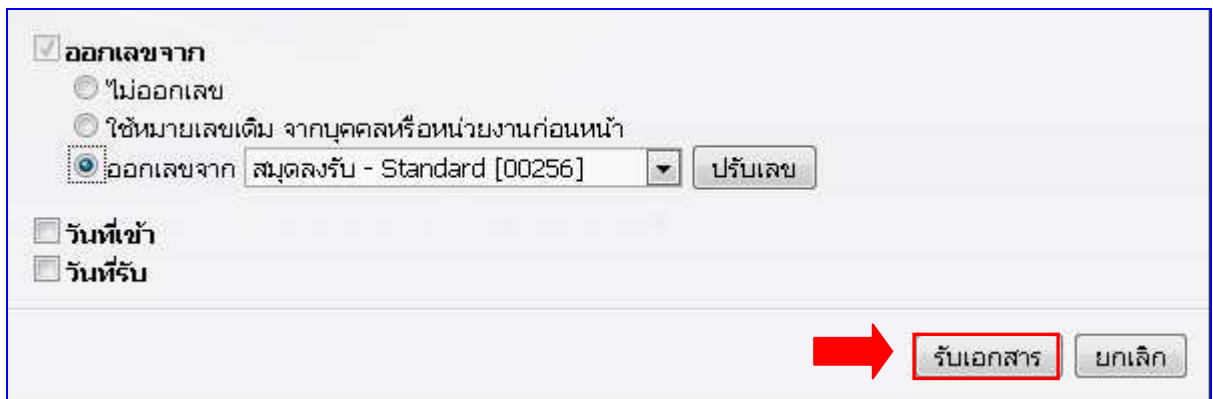 ออกเลขจาก
ไม่ออกเลข
ใช้หมายเลขเดิม จากบุคคลหรือหน่วยงานก่อนหน้า
ออกเลขจาก สมุดลงรับ - Standard [00256] ปรับเลข
วันที่เข้า
วันที่รับ
รับเอกสาร ยกเลิก